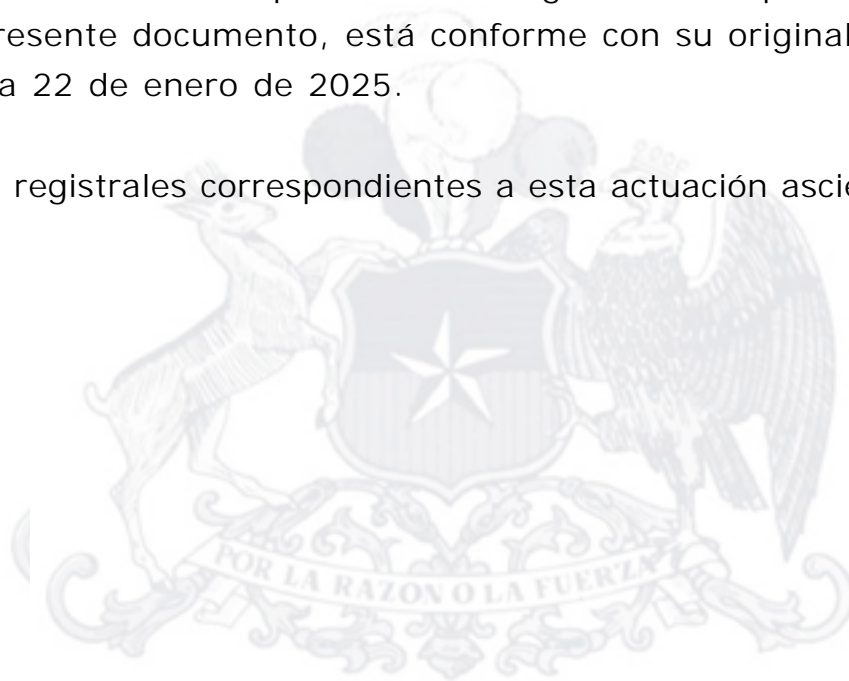 resente documento, está conforme con su original
a 22 de enero de 2025.
registrales correspondientes a esta actuación
POR LA RAZON O LA FUERZA